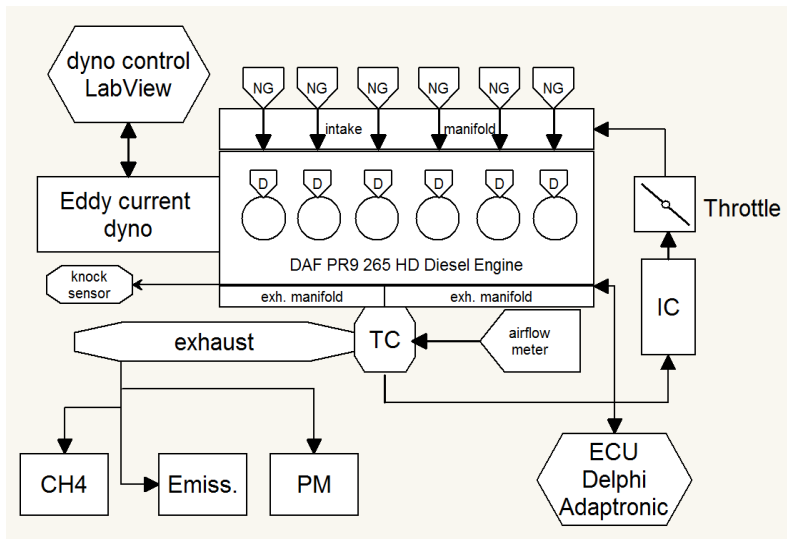 dyno control
LabView
NG NG NG NG NG NG
intake manifold
Eddy current
dyno
D D D D D D
Throttle
DAF PR9 265 HD Diesel Engine
knock
sensor
exh. manifold exh. manifold
IC
exhaust
TC
airflow
meter
CH4
Emiss.
PM
ECU
Delphi
Adaptronic